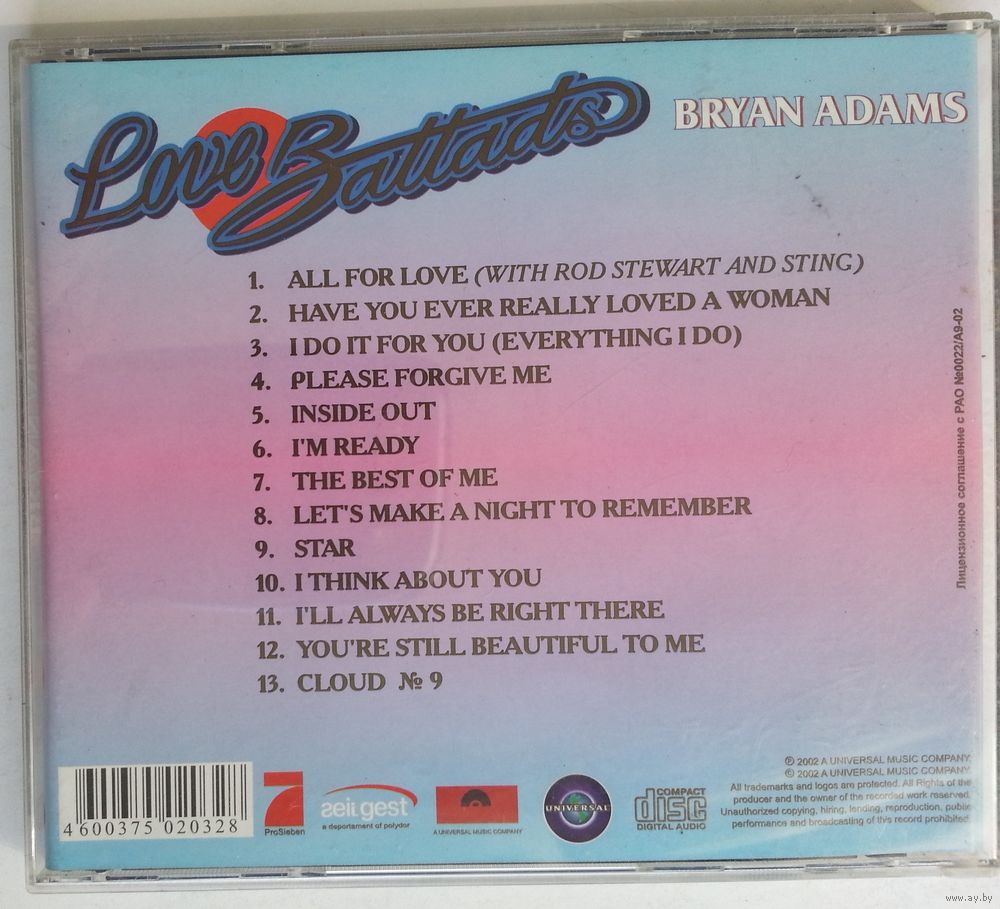 Love Ballads
BRYAN ADAMS
1. ALL FOR LOVE (WITH ROD STEWART AND STING)
2. HAVE YOU EVER REALLY LOVED A WOMAN
3. I DO IT FOR YOU (EVERYTHING I DO)
4. PLEASE FORGIVE ME
5. INSIDE OUT
6. I'M READY
7. THE BEST OF ME
8. LET'S MAKE A NIGHT TO REMEMBER
9. STAR
10. I THINK ABOUT YOU
11. I'LL ALWAYS BE RIGHT THERE
12. YOU'RE STILL BEAUTIFUL TO ME
13. CLOUD № 9
Лицензионное соглашение с РАО №0022/А9-02
4 600375 020328
ProSieben
zeit gest
a deportament of polydor
A UNIVERSAL MUSIC COMPANY
UNIVERSAL
COMPACT
disc
DIGITAL AUDIO
℗ 2002 A UNIVERSAL MUSIC COMPANY
© 2002 A UNIVERSAL MUSIC COMPANY
All trademarks and logos are protected. All Rights of the
producer and the owner of the recorded work reserved.
Unauthorized copying, hiring, lending, reproduction, public
performance and broadcasting of this record prohibited.
www.ay.by